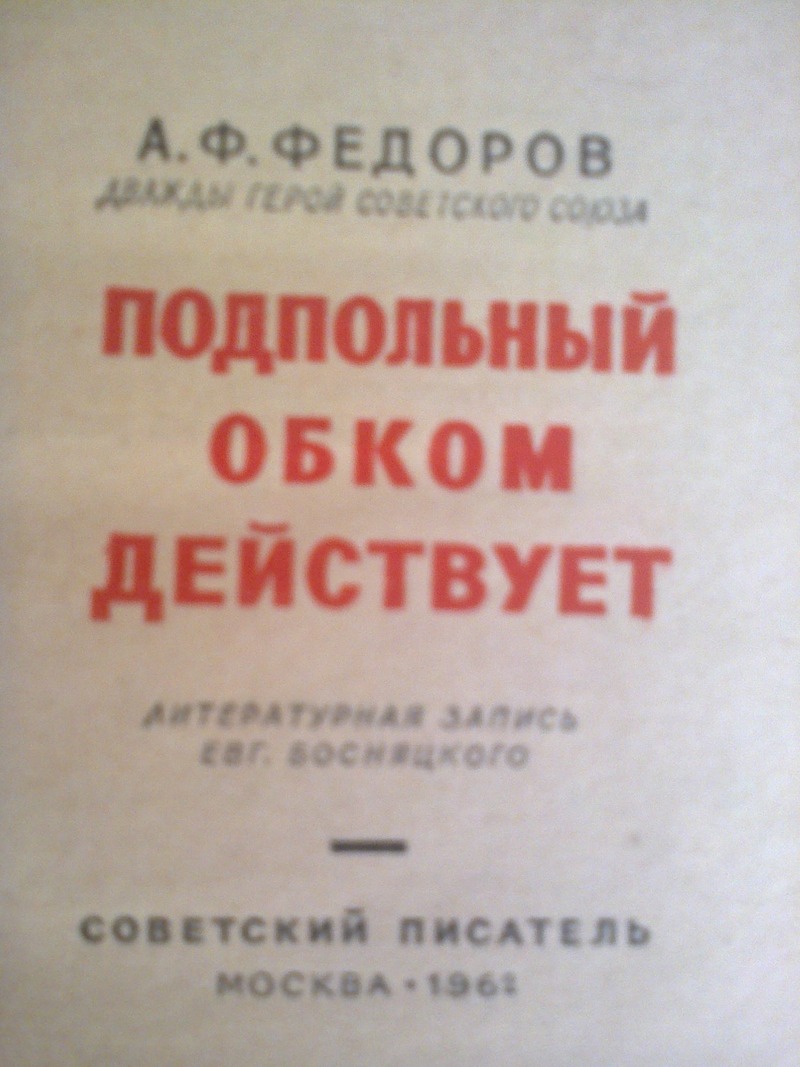 А. Ф. ФЕДОРОВ
ДВАЖДЫ ГЕРОЙ СОВЕТСКОГО СОЮЗА
ПОДПОЛЬНЫЙ
ОБКОМ
ДЕЙСТВУЕТ
ЛИТЕРАТУРНАЯ ЗАПИСЬ
ЕВГ. БОСНЯЦКОГО
СОВЕТСКИЙ ПИСАТЕЛЬ
МОСКВА •